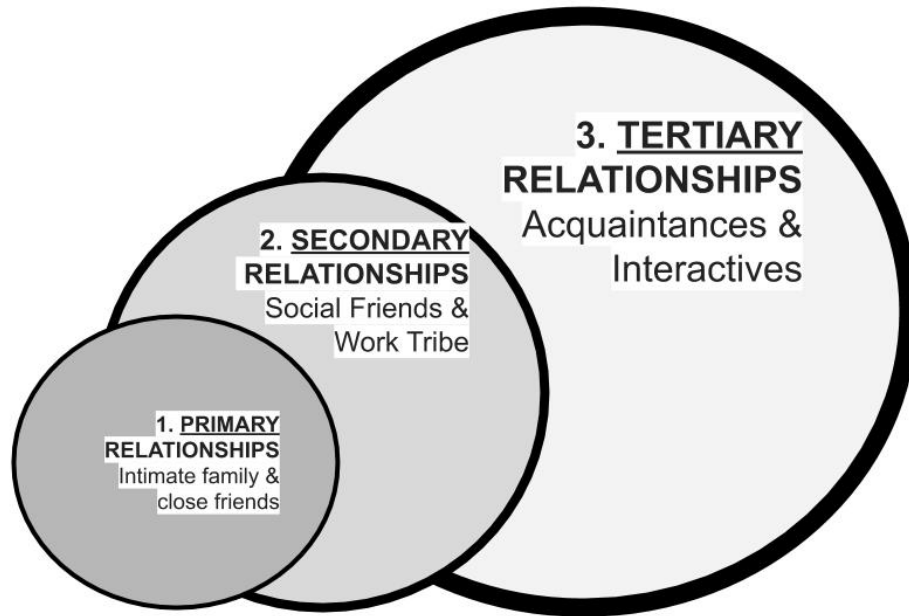 3. TERTIARY
RELATIONSHIPS
Acquaintances &
Interactives
2. SECONDARY
RELATIONSHIPS
Social Friends &
Work Tribe
1. PRIMARY
RELATIONSHIPS
Intimate family &
close friends